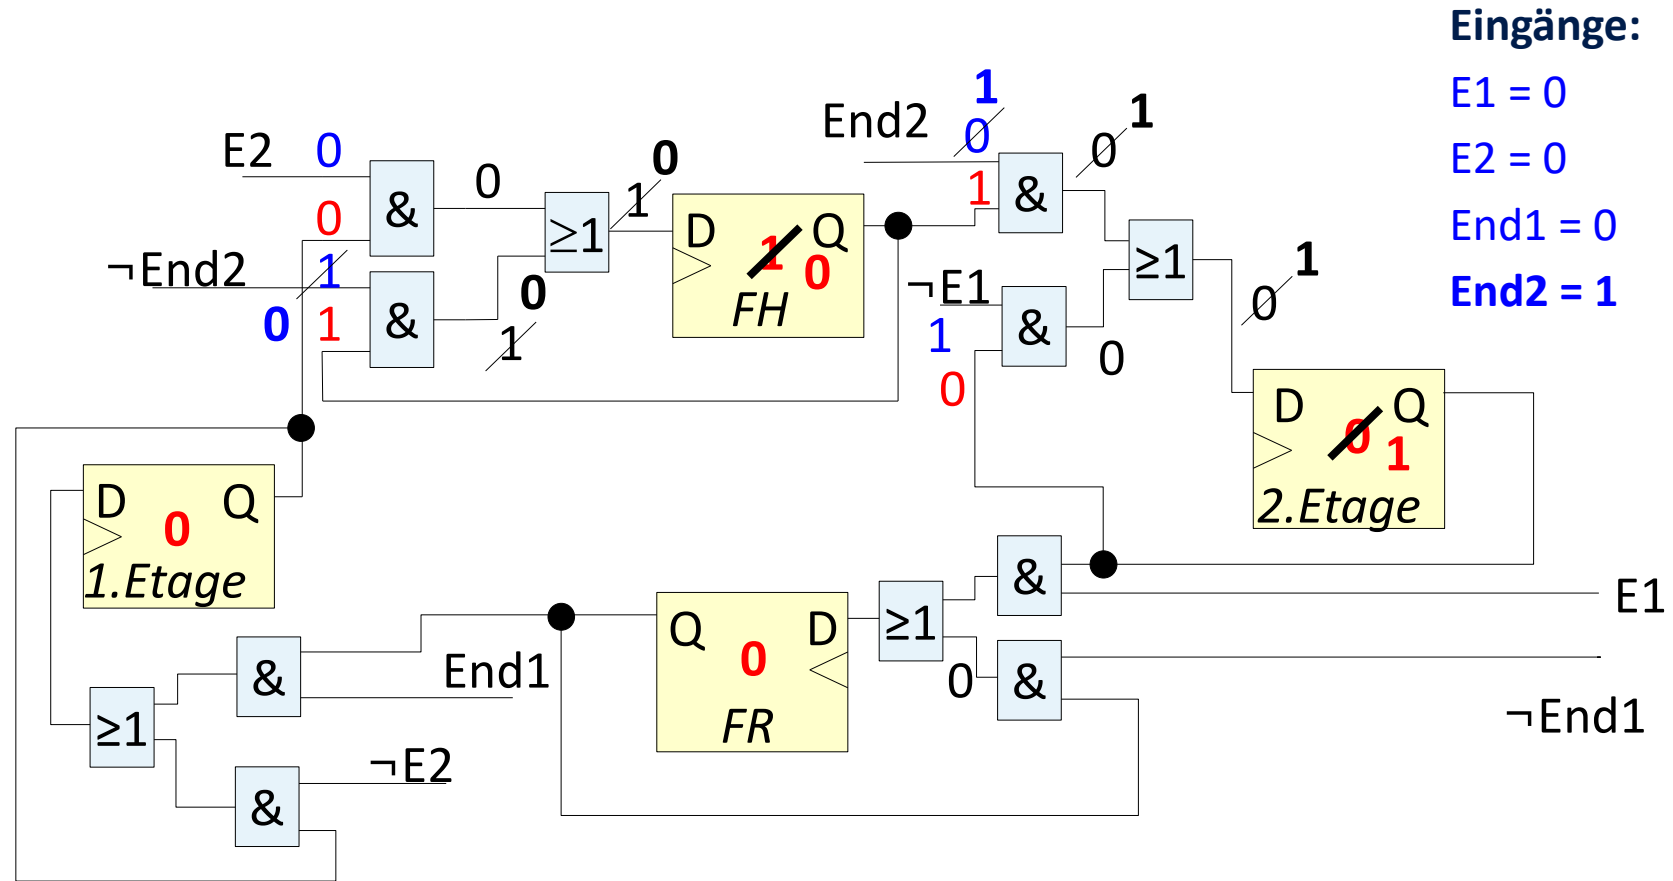 Eingänge:
E1 = 0
E2 = 0
End1 = 0
End2 = 1
E2 0
0
¬End2 1
0 1
&
&
0
0
1
≥1
1 0
D Q
1 0
FH
End2
1
0
1
&
0 1
¬E1
1
0
&
0
≥1
0 1
D Q
0 1
2.Etage
D Q
0
1.Etage
&
End1
≥1
&
¬E2
Q D
0
FR
≥1
0
&
&
E1
¬End1